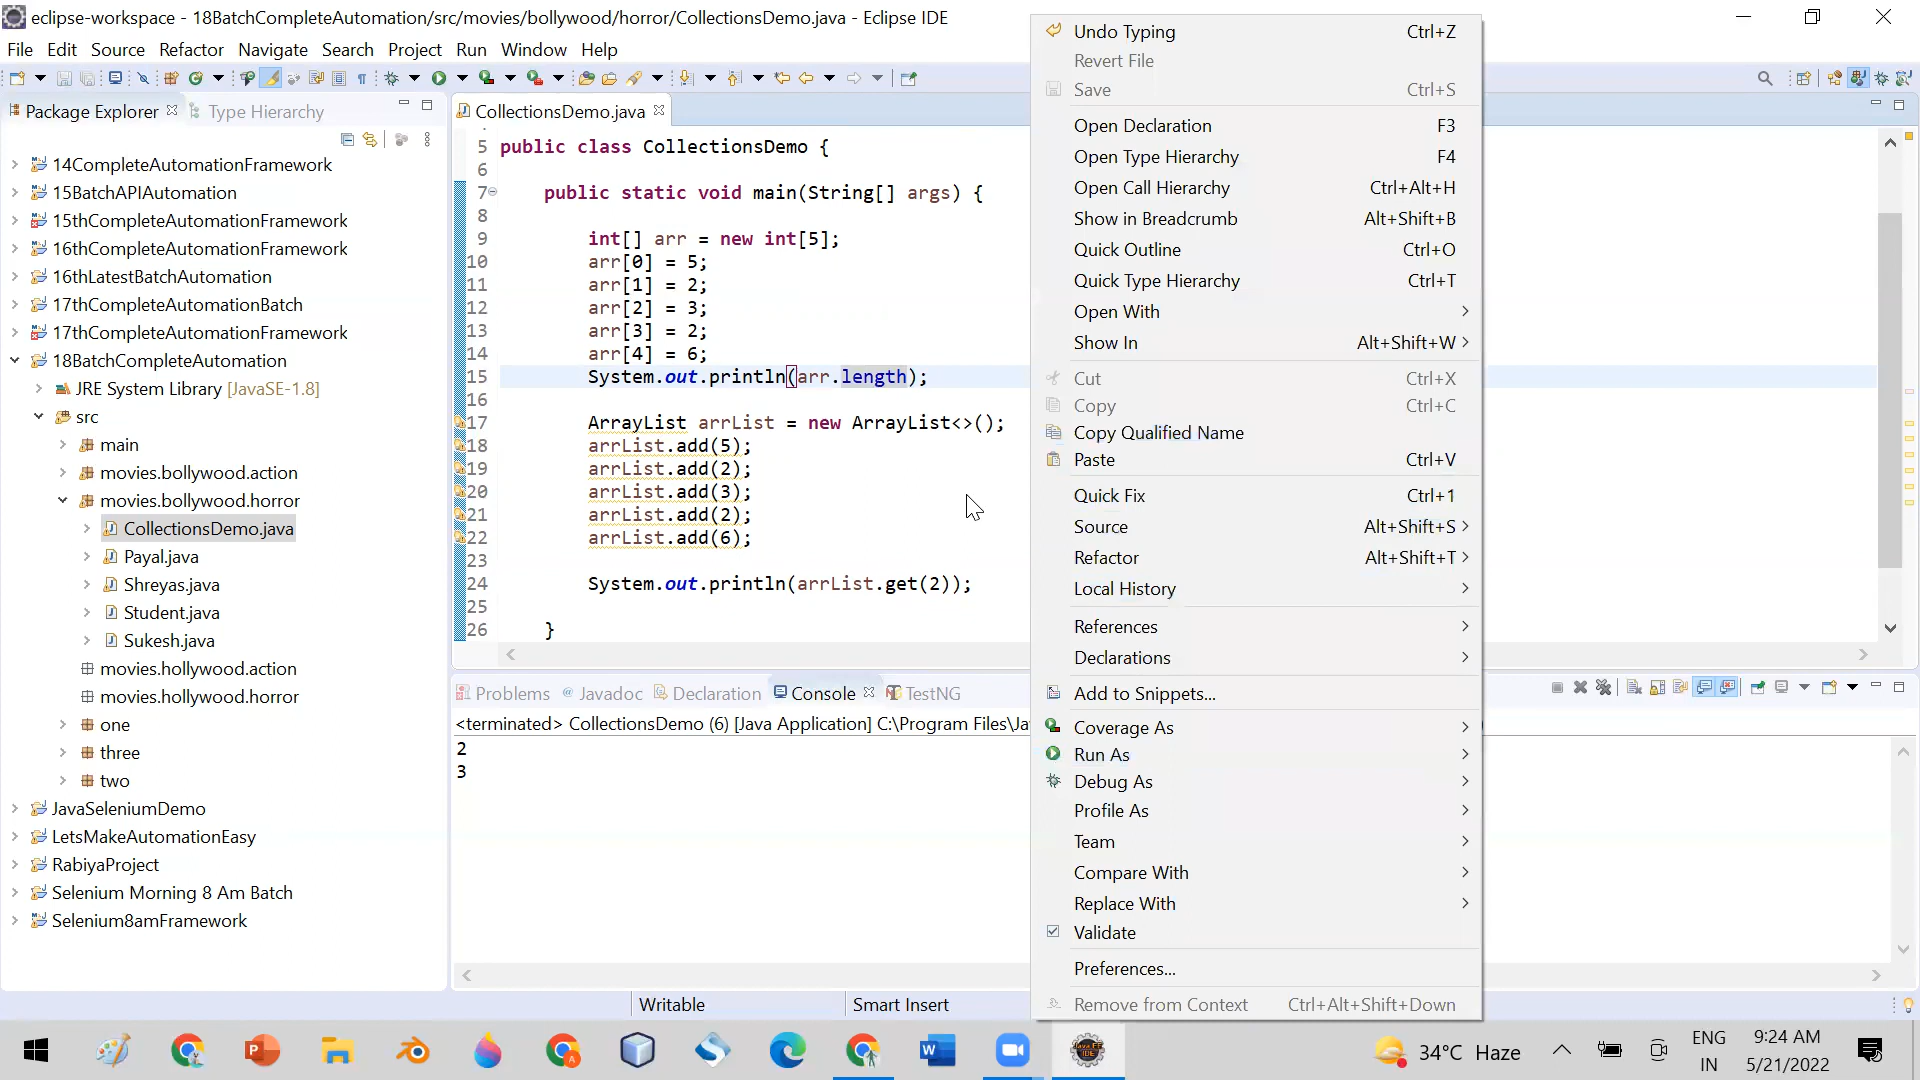 eclipse-workspace - 18BatchCompleteAutomation/src/movies/bollywood/horror/CollectionsDemo.java - Eclipse IDE
File Edit Source Refactor Navigate Search Project Run Window Help
Package Explorer Type Hierarchy
14CompleteAutomationFramework
15BatchAPIAutomation
15thCompleteAutomationFramework
16thCompleteAutomationFramework
16thLatestBatchAutomation
17thCompleteAutomationBatch
17thCompleteAutomationFramework
18BatchCompleteAutomation
JRE System Library [JavaSE-1.8]
src
main
movies.bollywood.action
movies.bollywood.horror
CollectionsDemo.java
Payal.java
Shreyas.java
Student.java
Sukesh.java
movies.hollywood.action
movies.hollywood.horror
one
three
two
JavaSeleniumDemo
LetsMakeAutomationEasy
RabiyaProject
Selenium Morning 8 Am Batch
Selenium8amFramework
CollectionsDemo.java
5 public class CollectionsDemo {
6
7 public static void main(String[] args) {
8
9 int[] arr = new int[5];
10 arr[0] = 5;
11 arr[1] = 2;
12 arr[2] = 3;
13 arr[3] = 2;
14 arr[4] = 6;
15 System.out.println(arr.length);
16
17 ArrayList arrList = new ArrayList<>();
18 arrList.add(5);
19 arrList.add(2);
20 arrList.add(3);
21 arrList.add(2);
22 arrList.add(6);
23
24 System.out.println(arrList.get(2));
25
26 }
Problems Javadoc Declaration Console TestNG
<terminated> CollectionsDemo (6) [Java Application] C:\Program Files\Ja
2
3
Undo Typing Ctrl+Z
Revert File
Save Ctrl+S
Open Declaration F3
Open Type Hierarchy F4
Open Call Hierarchy Ctrl+Alt+H
Show in Breadcrumb Alt+Shift+B
Quick Outline Ctrl+O
Quick Type Hierarchy Ctrl+T
Open With
Show In Alt+Shift+W
Cut Ctrl+X
Copy Ctrl+C
Copy Qualified Name
Paste Ctrl+V
Quick Fix Ctrl+1
Source Alt+Shift+S
Refactor Alt+Shift+T
Local History
References
Declarations
Add to Snippets...
Coverage As
Run As
Debug As
Profile As
Team
Compare With
Replace With
Validate
Preferences...
Remove from Context Ctrl+Alt+Shift+Down
Writable Smart Insert
34°C Haze
ENG
IN
9:24 AM
5/21/2022